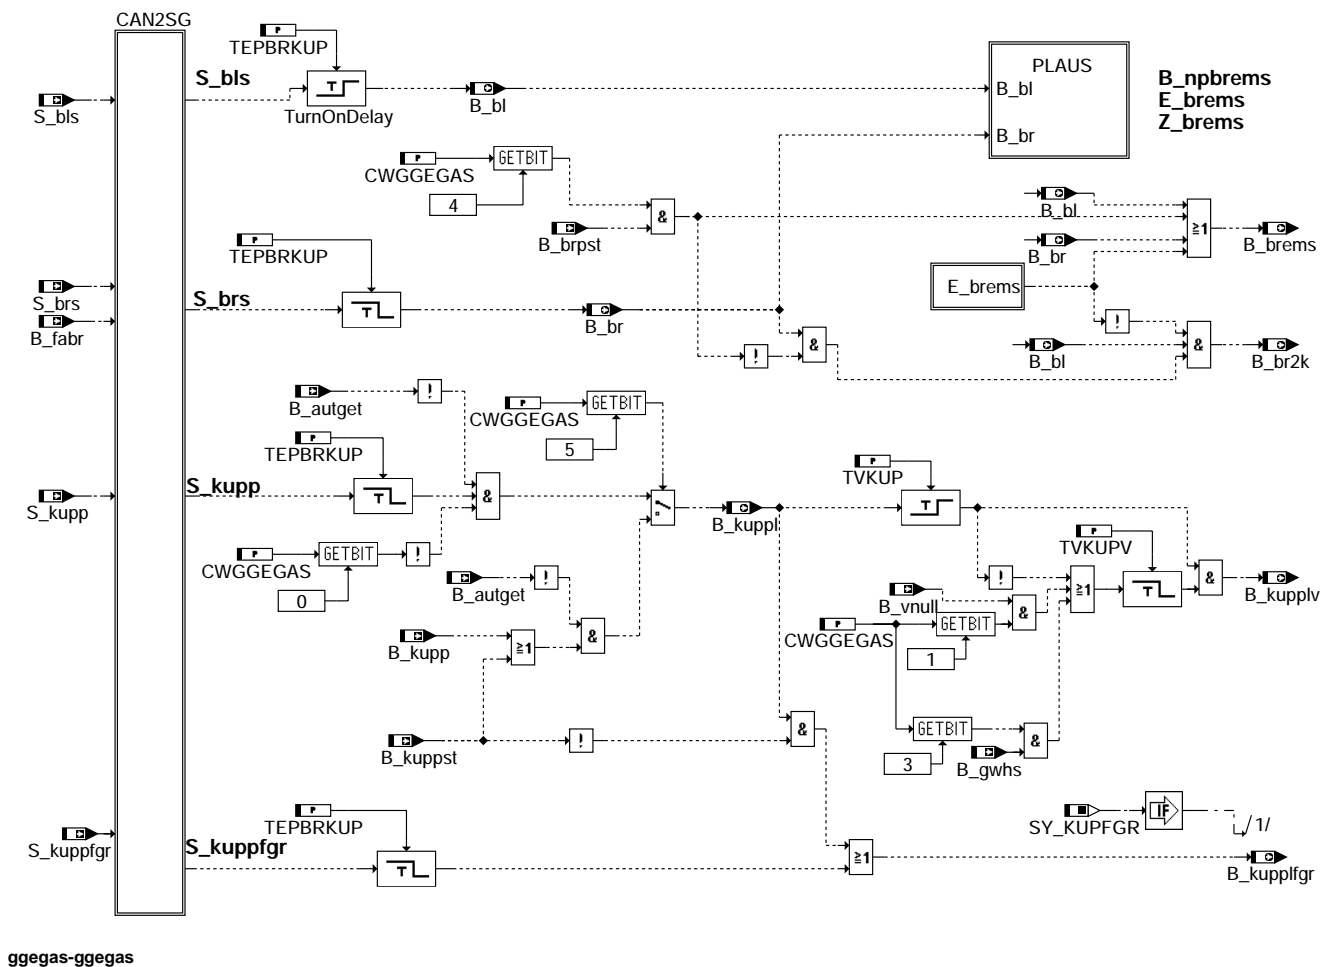 CAN2SG
P
TEPBRKUP
S_bls
S_bls
T
TurnOnDelay
B_bl
PLAUS
B_bl
B_br
B_npbrems
E_brems
Z_brems
P
CWGGEGAS
GETBIT
4
B_brpst
&
B_bl
B_br
≥1
B_brems
P
TEPBRKUP
S_brs
B_fabr
S_brs
T
B_br
E_brems
!
&
!
B_bl
&
B_br2k
B_autget
!
P
CWGGEGAS
GETBIT
5
P
TEPBRKUP
S_kupp
S_kupp
T
&
B_kuppl
P
TVKUP
T
P
TVKUPV
P
CWGGEGAS
GETBIT
!
0
B_autget
!
B_kupp
≥1
&
B_vnull
!
&
≥1
T
&
B_kupplv
P
CWGGEGAS
GETBIT
1
B_kuppst
!
&
GETBIT
3
B_gwhs
&
P
TEPBRKUP
S_kuppfgr
S_kuppfgr
T
≥1
SY_KUPFGR
IF
/1/
B_kupplfgr
ggegas-ggegas